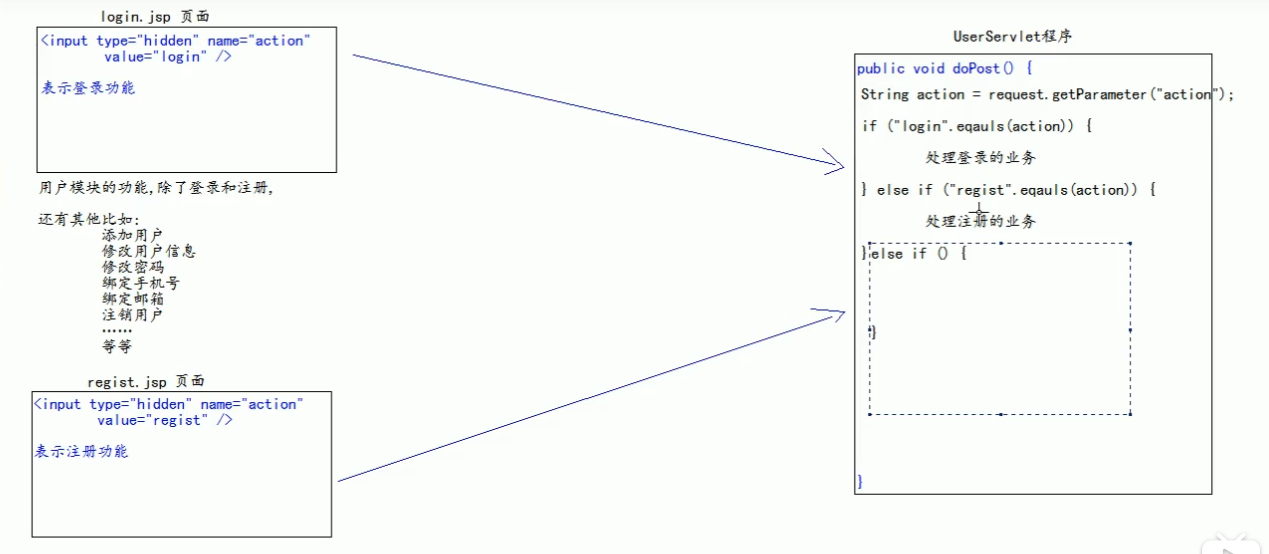 login.jsp 页面
<input type="hidden" name="action"
value="login" />
表示登录功能
用户模块的功能,除了登录和注册,
还有其他比如:
添加用户
修改用户信息
修改密码
绑定手机号
绑定邮箱
注销用户
……
等等
regist.jsp 页面
<input type="hidden" name="action"
value="regist" />
表示注册功能
UserServlet程序
public void doPost() {
String action = request.getParameter("action");
if ("login".eqauls(action)) {
处理登录的业务
} else if ("regist".eqauls(action)) {
处理注册的业务
}else if () {
}
}